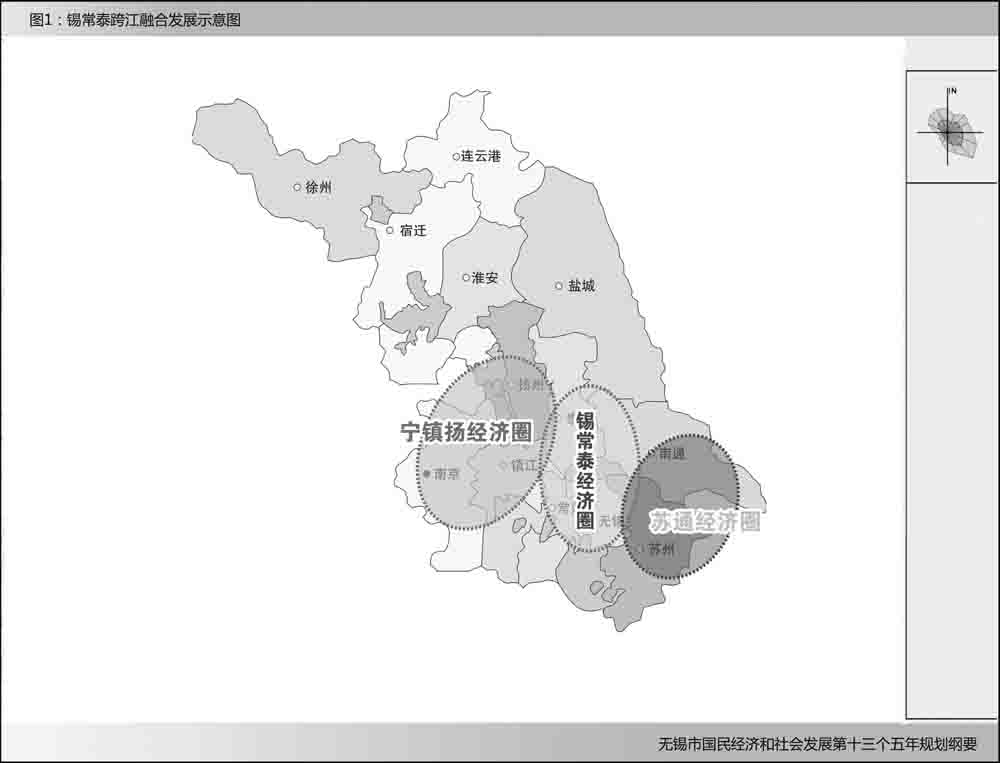 图1：锡常泰跨江融合发展示意图
N
连云港
徐州
宿迁
淮安
盐城
扬州
宁镇扬经济圈
锡常泰经济圈
南通
镇江
南京
常
无锡
苏通经济圈
苏州
无锡市国民经济和社会发展第十三个五年规划纲要